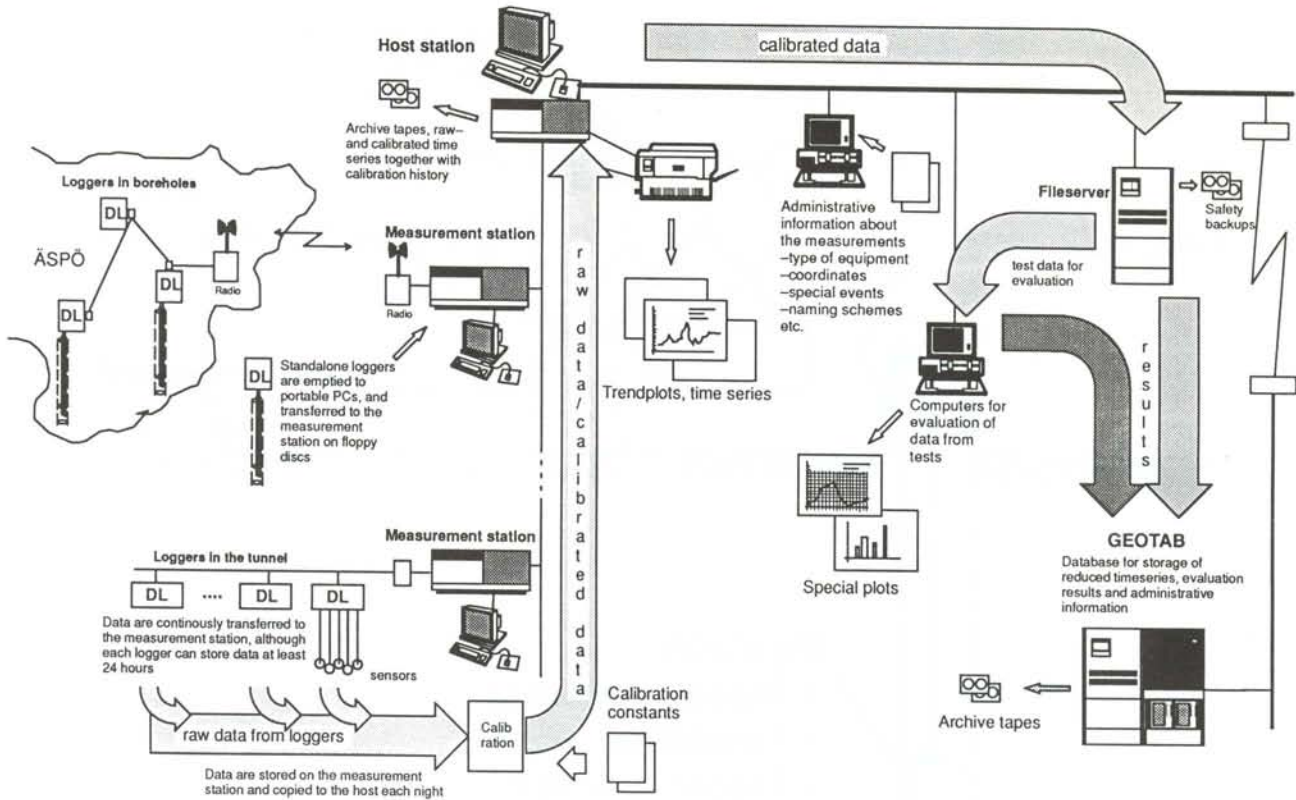 Host station
calibrated data
Archive tapes, raw–
and calibrated time
series together with
calibration history
Loggers in boreholes
DL
ÄSPÖ
DL
DL
Radio
Measurement station
Radio
DL
Standalone loggers
are emptied to
portable PCs, and
transferred to the
measurement
station on floppy
discs
raw data/calibrated data
Trendplots, time series
Administrative
information about
the measurements
–type of equipment
–coordinates
–special events
–naming schemes
etc.
Fileserver
Safety
backups
test data for
evaluation
Computers for
evaluation of
data from
tests
results
Special plots
GEOTAB
Database for storage of
reduced timeseries, evaluation
results and administrative
information
Archive tapes
Measurement station
Loggers in the tunnel
DL
....
DL
DL
Data are continously transferred to
the measurement station, although
each logger can store data at least
24 hours
sensors
raw data from loggers
Calib
ration
Calibration
constants
Data are stored on the measurement
station and copied to the host each night